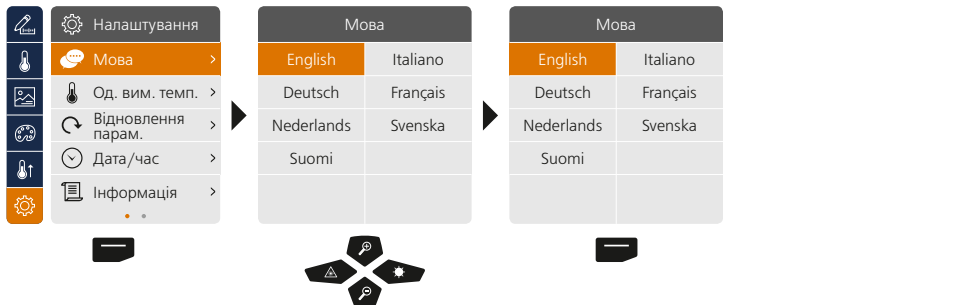 Налаштування
Мова
Од. вим. темп.
Відновлення
парам.
Дата/час
Інформація
Мова
English Italiano
Deutsch Français
Nederlands Svenska
Suomi
Мова
English Italiano
Deutsch Français
Nederlands Svenska
Suomi